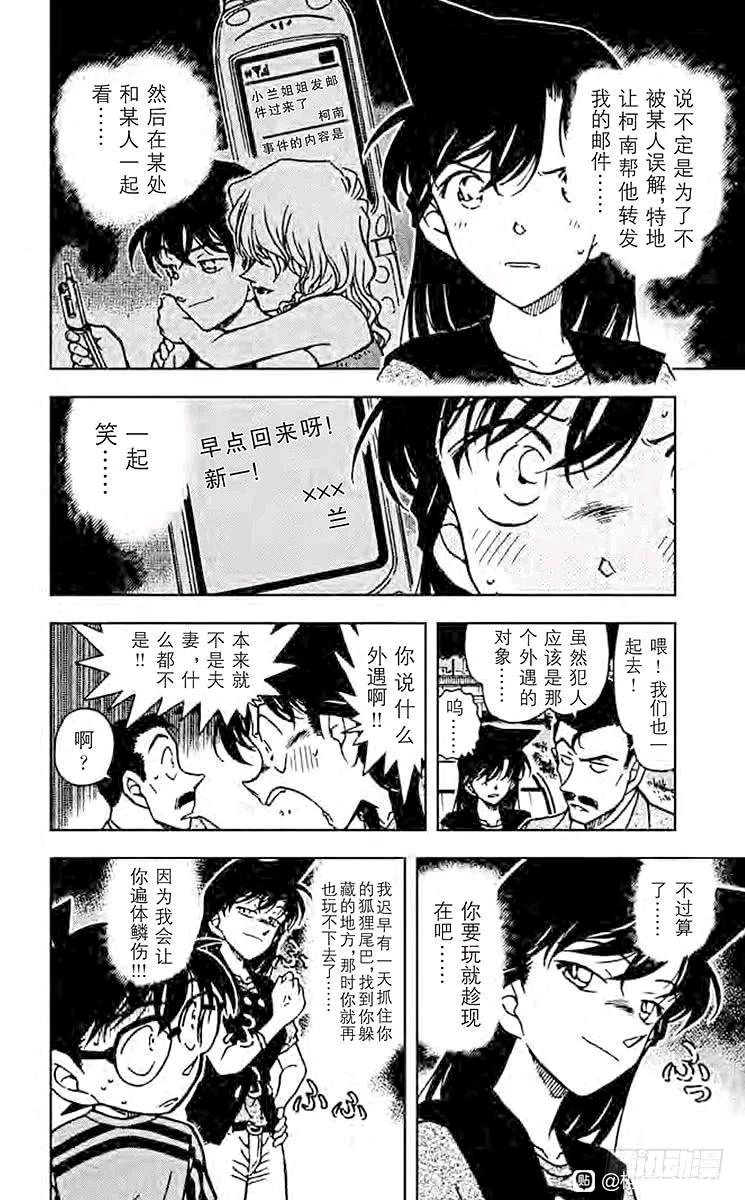 说不定是为了不
被某人误解，特地
让柯南帮他转发
我的邮件……
小兰姐姐发邮
件过来了
柯南
事件的内容是
然后在某处
和某人一起
看……
早点回来呀！
新一！
×××
兰
一起
笑……
喂！我们也一
起去！
虽然犯人
应该是那
个外遇的
对象……
呜
……
你说什么
外遇啊！！
本来就
不是夫
妻，什
么都不
是！！
啊？
不过算
了……
你要玩就趁现
在吧……
ふっ
我迟早有一天抓住你
的狐狸尾巴，找到你躲
藏的地方，那时你就再
也玩不下去了……
因为我会让
你遍体鳞伤！！！
ふふ
贴